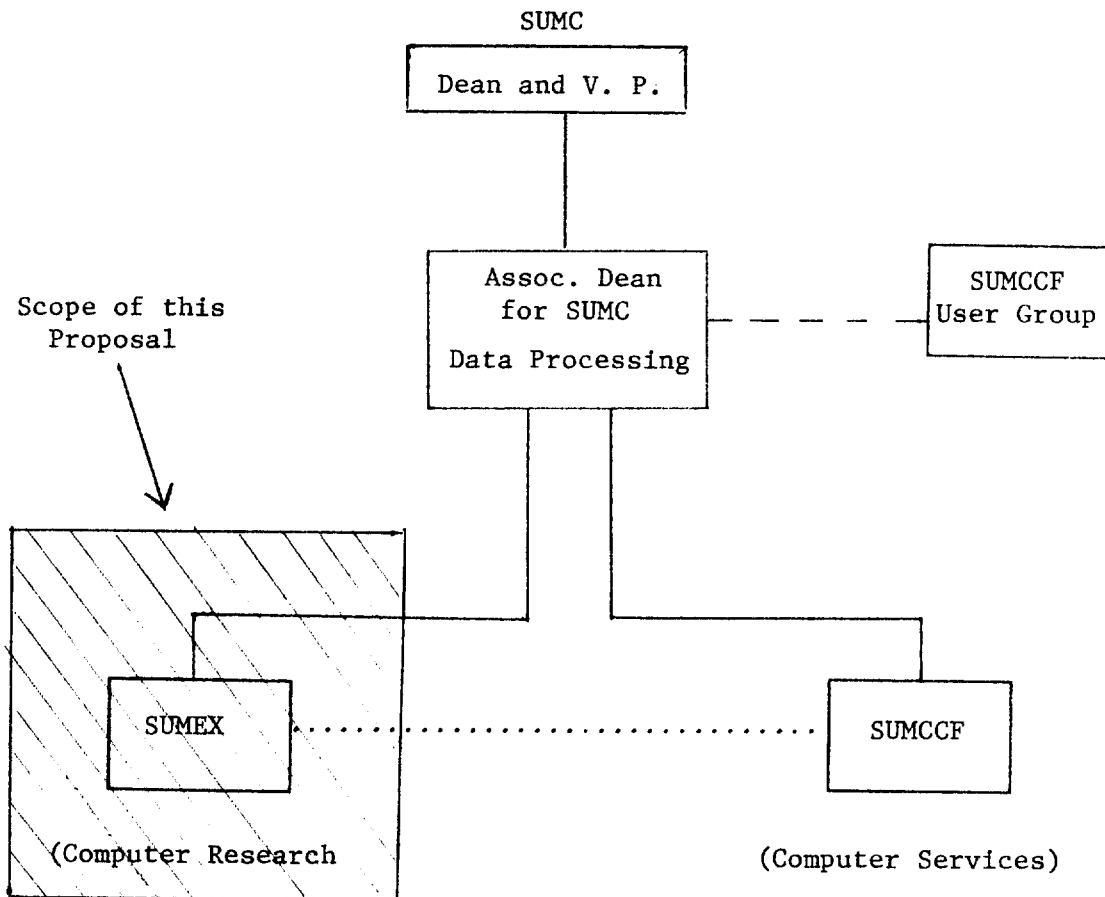 SUMC
Dean and V. P.
Assoc. Dean
for SUMC
Data Processing
SUMCCF
User Group
Scope of this
Proposal
SUMEX
SUMCCF
(Computer Research
(Computer Services)